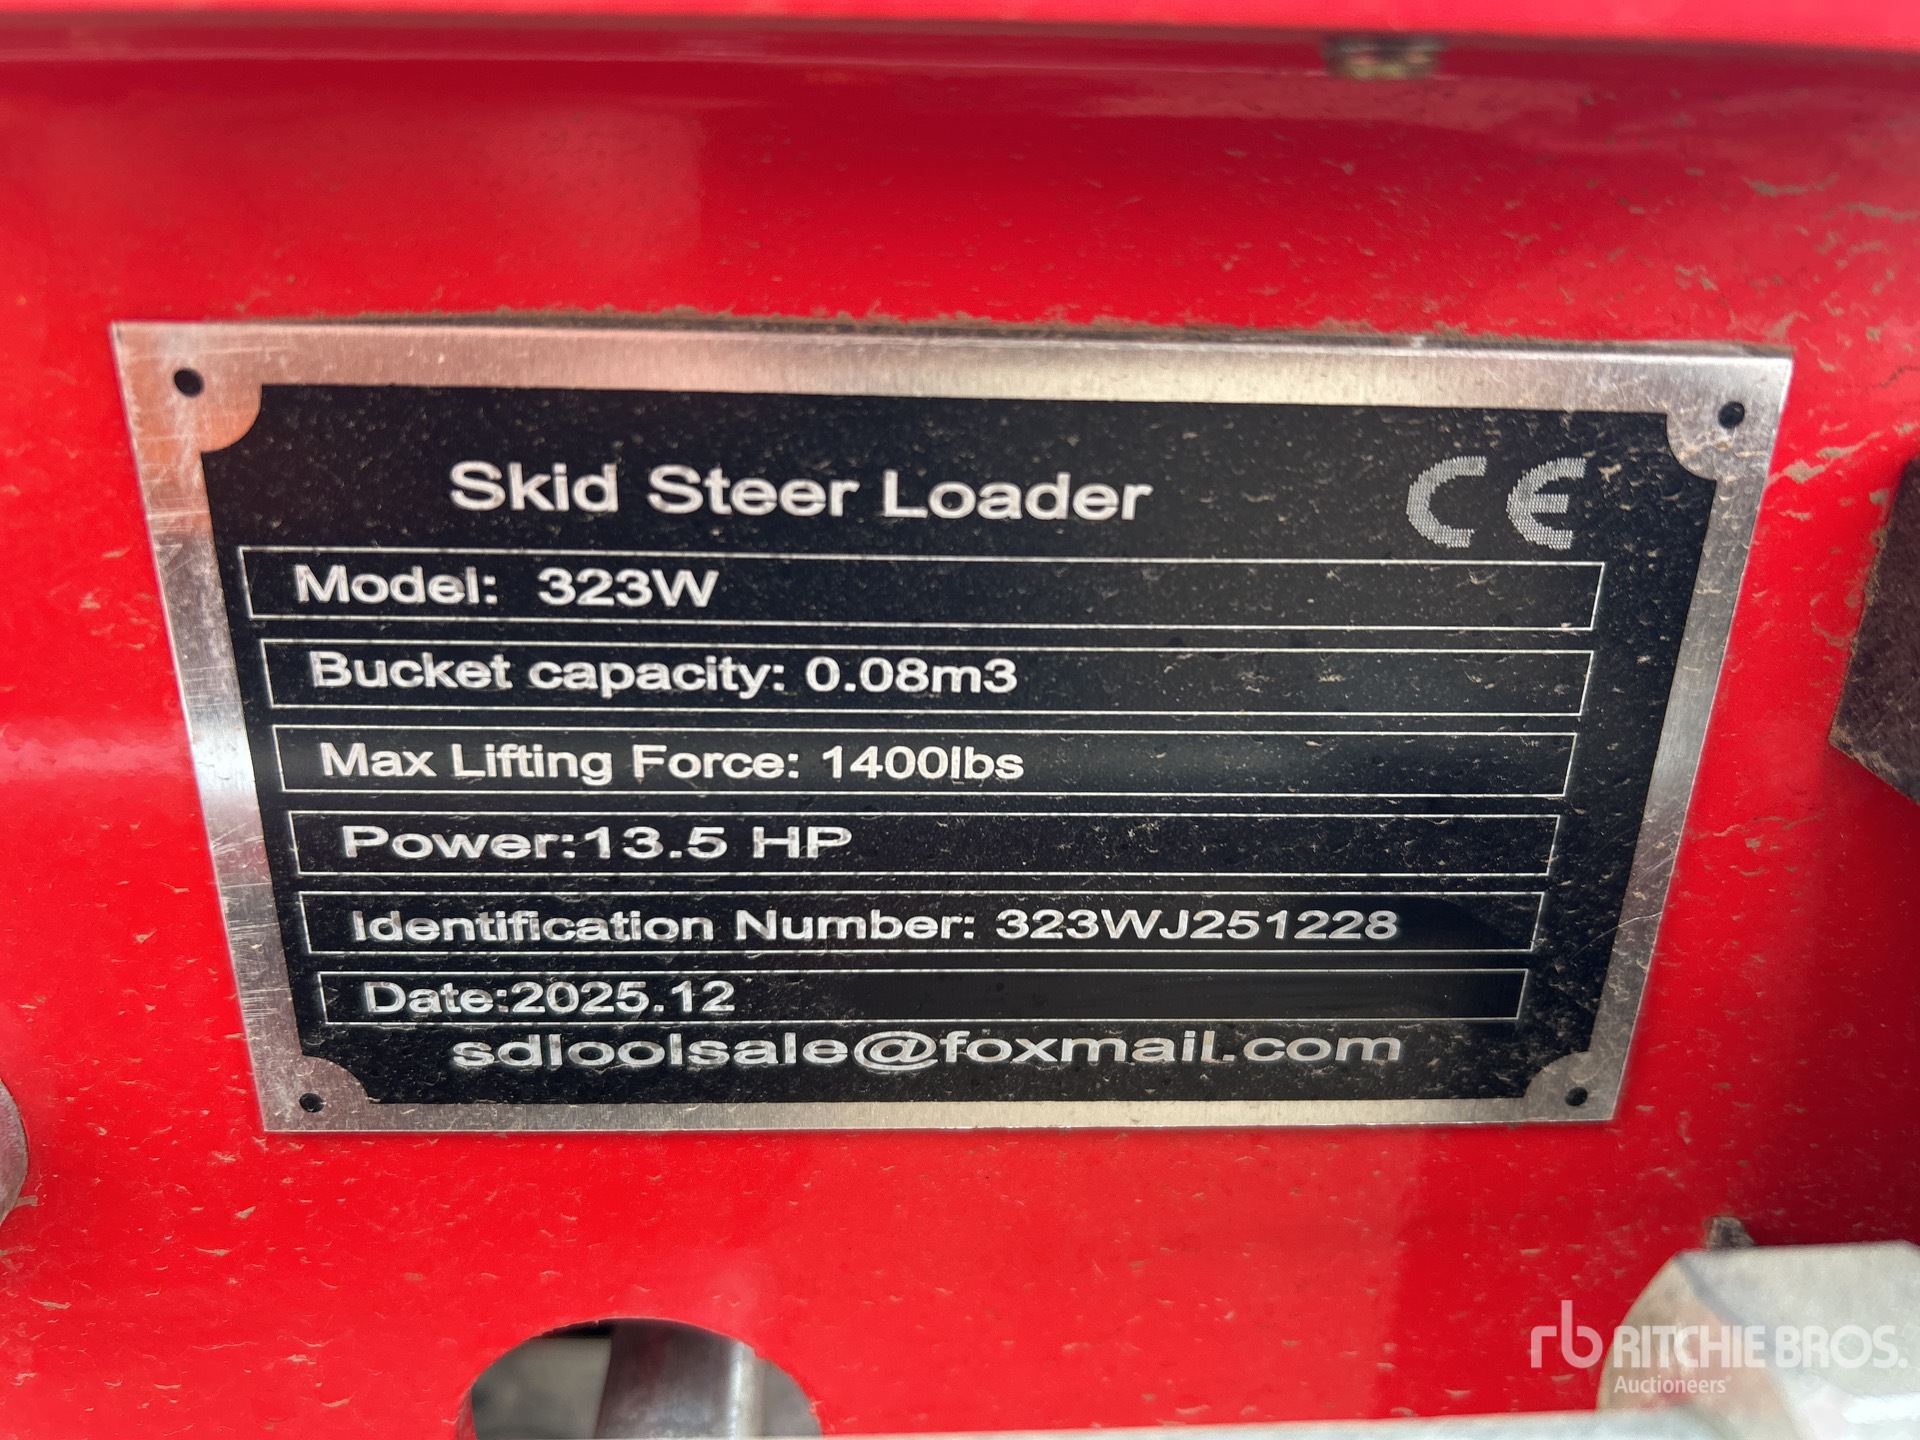 Skid Steer Loader CE
Model: 323W
Bucket capacity: 0.08m3
Max Lifting Force: 1400lbs
Power:13.5 HP
Identification Number: 323WJ251228
Date:2025.12
sdloolsale@foxmail.com
rb RITCHIE BROS.
Auctioneers